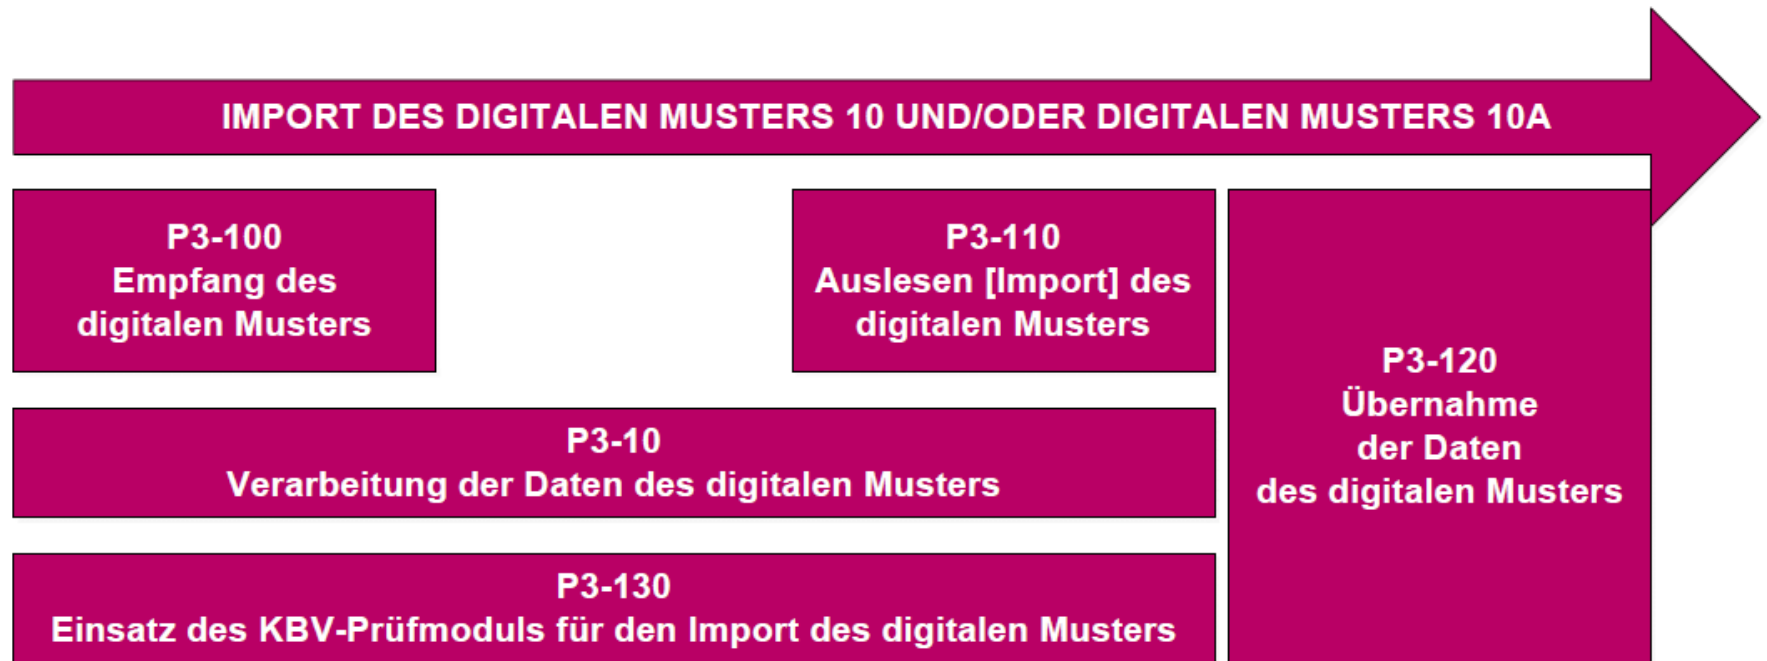 IMPORT DES DIGITALEN MUSTERS 10 UND/ODER DIGITALEN MUSTERS 10A
P3-100
Empfang des
digitalen Musters
P3-110
Auslesen [Import] des
digitalen Musters
P3-120
Übernahme
der Daten
des digitalen Musters
P3-10
Verarbeitung der Daten des digitalen Musters
P3-130
Einsatz des KBV-Prüfmoduls für den Import des digitalen Musters